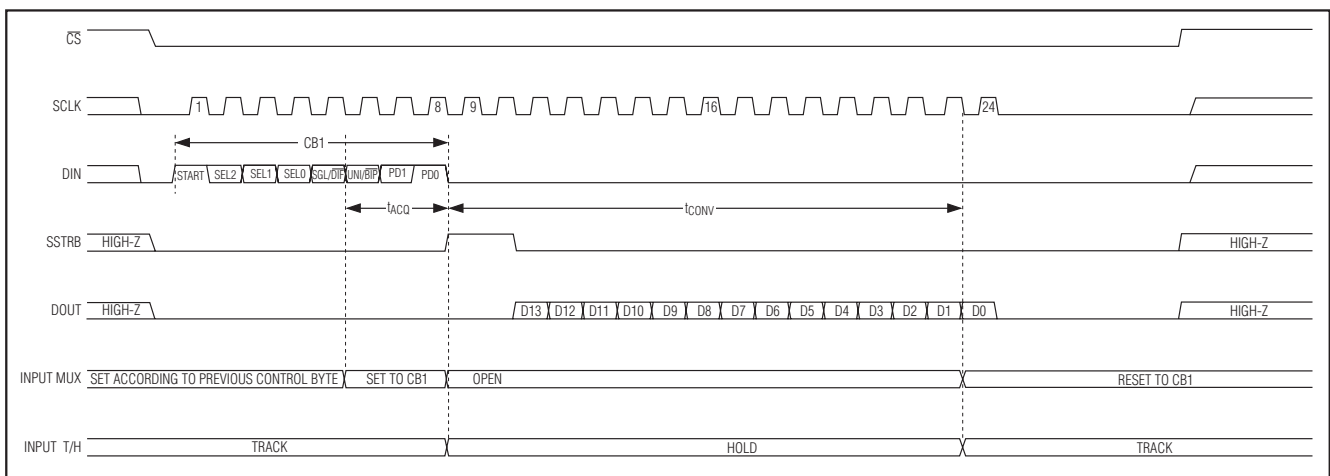 CS
SCLK 1 8 9 16 24
CB1
DIN START SEL2 SEL1 SEL0 SGL/DIF UNI/BIP PD1 PD0
tACQ tCONV
SSTRB HIGH-Z HIGH-Z
DOUT HIGH-Z D13 D12 D11 D10 D9 D8 D7 D6 D5 D4 D3 D2 D1 D0 HIGH-Z
INPUT MUX SET ACCORDING TO PREVIOUS CONTROL BYTE SET TO CB1 OPEN RESET TO CB1
INPUT T/H TRACK HOLD TRACK